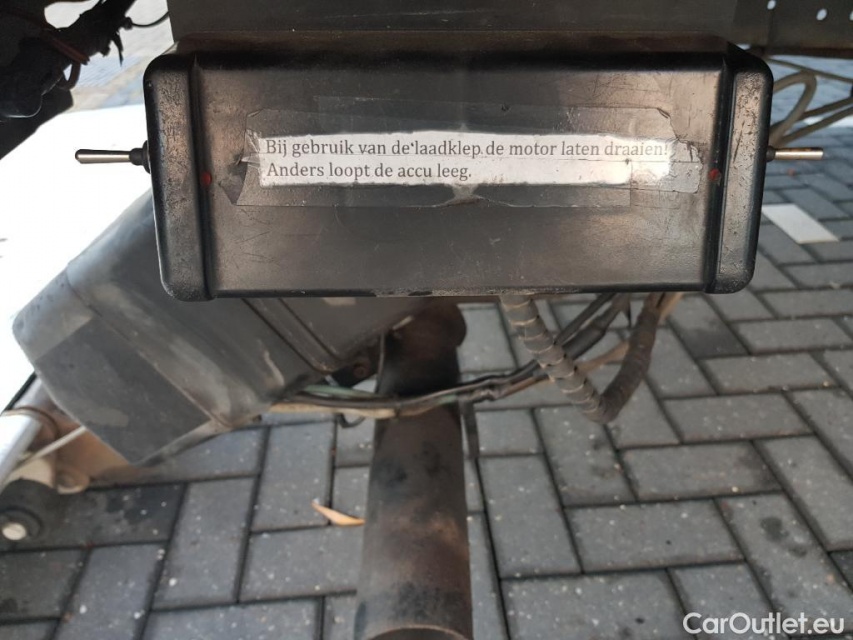 Bij gebruik van de laadklep de motor laten draaien!
Anders loopt de accu leeg.
CarOutlet.eu